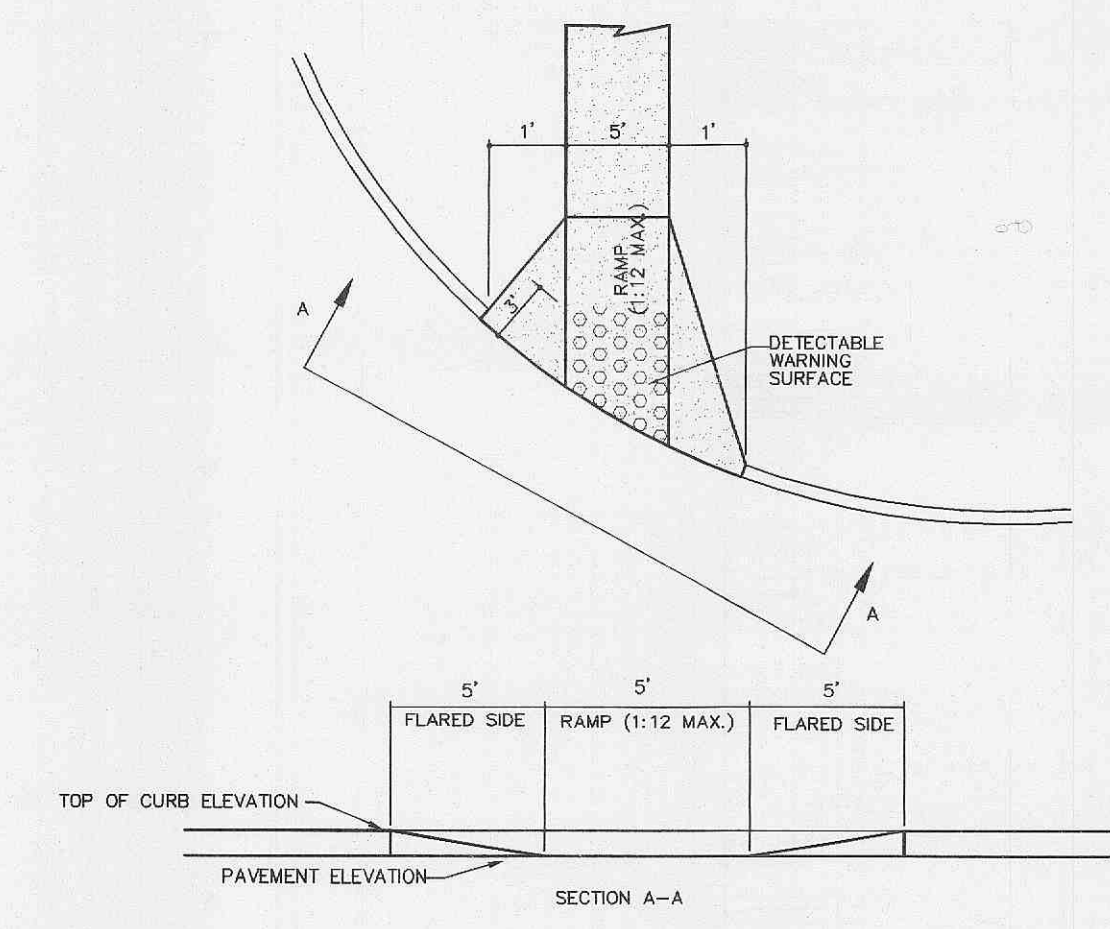 1' 5' 1'
RAMP
(1:12 MAX.)
3'
A
DETECTABLE
WARNING
SURFACE
A
5' 5' 5'
FLARED SIDE RAMP (1:12 MAX.) FLARED SIDE
TOP OF CURB ELEVATION
PAVEMENT ELEVATION
SECTION A-A